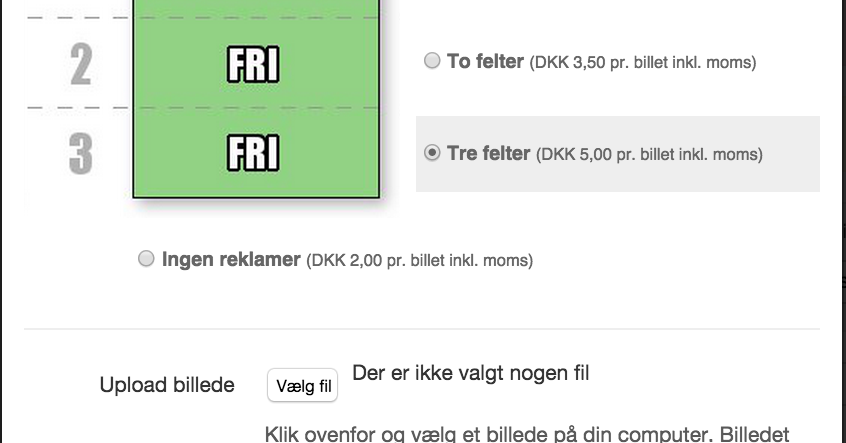 2
FRI
To felter (DKK 3,50 pr. billet inkl. moms)
3
FRI
Tre felter (DKK 5,00 pr. billet inkl. moms)
Ingen reklamer (DKK 2,00 pr. billet inkl. moms)
Upload billede
Vælg fil
Der er ikke valgt nogen fil
Klik ovenfor og vælg et billede på din computer. Billedet